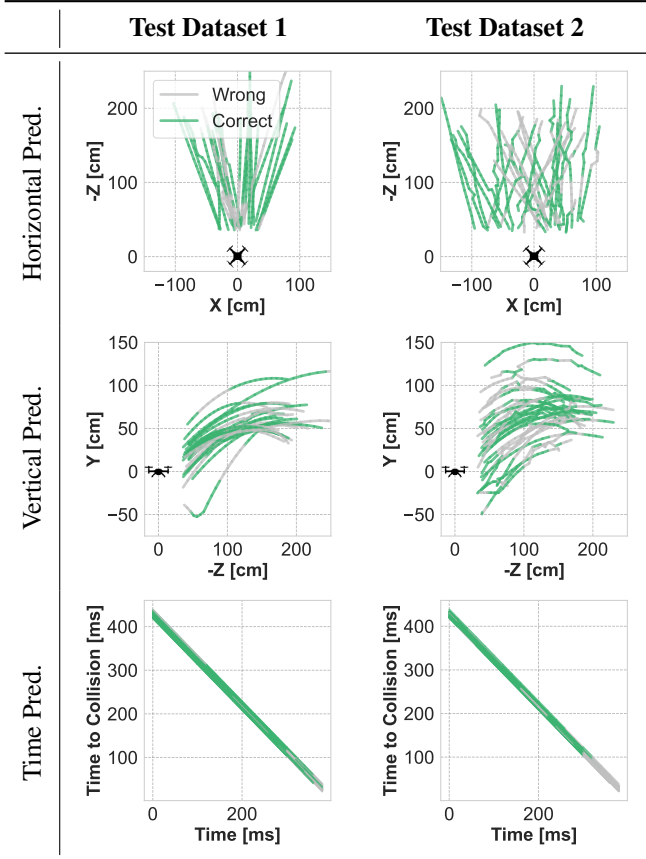 Test Dataset 1 Test Dataset 2
Horizontal Pred.
-Z [cm]
200
100
0
Wrong
Correct
−100 0 100
X [cm]
-Z [cm]
200
100
0
−100 0 100
X [cm]
Vertical Pred.
Y [cm]
150
100
50
0
−50
0 100 200
-Z [cm]
Y [cm]
150
100
50
0
−50
0 100 200
-Z [cm]
Time Pred.
Time to Collision [ms]
400
300
200
100
0 200
Time [ms]
Time to Collision [ms]
400
300
200
100
0 200
Time [ms]